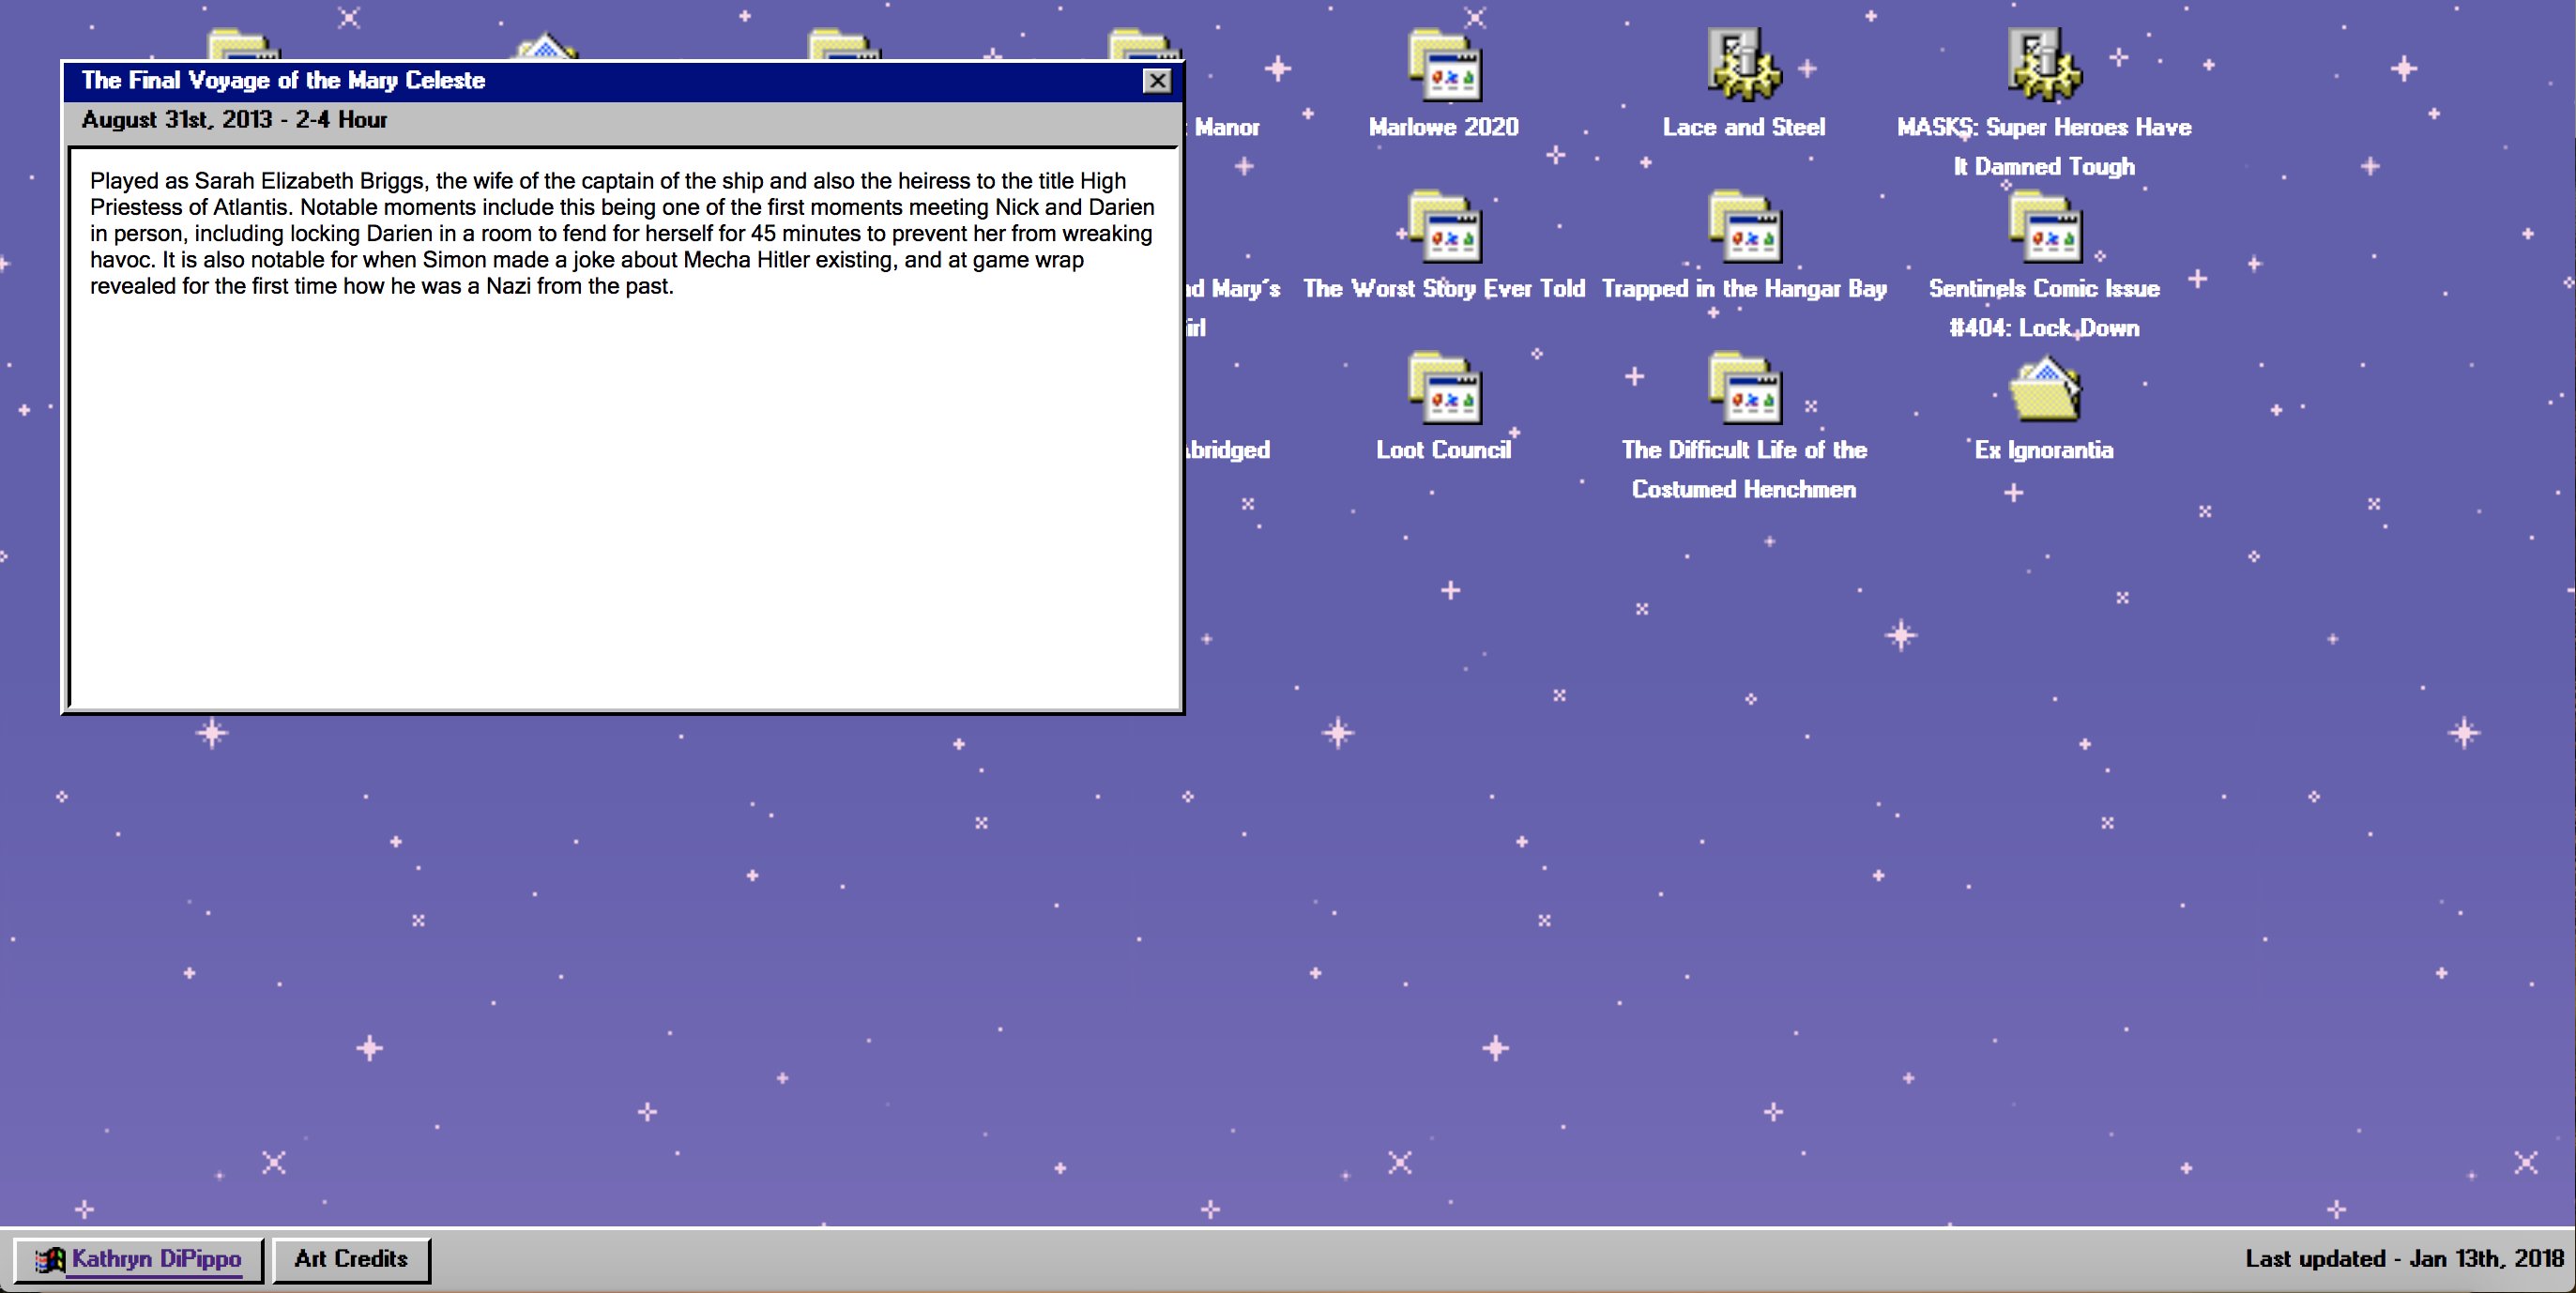 The Final Voyage of the Mary Celeste
August 31st, 2013 - 2-4 Hour
Played as Sarah Elizabeth Briggs, the wife of the captain of the ship and also the heiress to the title High
Priestess of Atlantis. Notable moments include this being one of the first moments meeting Nick and Darien
in person, including locking Darien in a room to fend for herself for 45 minutes to prevent her from wreaking
havoc. It is also notable for when Simon made a joke about Mecha Hitler existing, and at game wrap
revealed for the first time how he was a Nazi from the past.
Manor
Marlowe 2020
Lace and Steel
MASKS: Super Heroes Have
It Damned Tough
Mary's
The Worst Story Ever Told
Trapped in the Hangar Bay
Sentinels Comic Issue
#404: Lock Down
bridged
Loot Council
The Difficult Life of the
Costumed Henchmen
Ex Ignorantia
Kathryn DiPippo
Art Credits
Last updated - Jan 13th, 2018